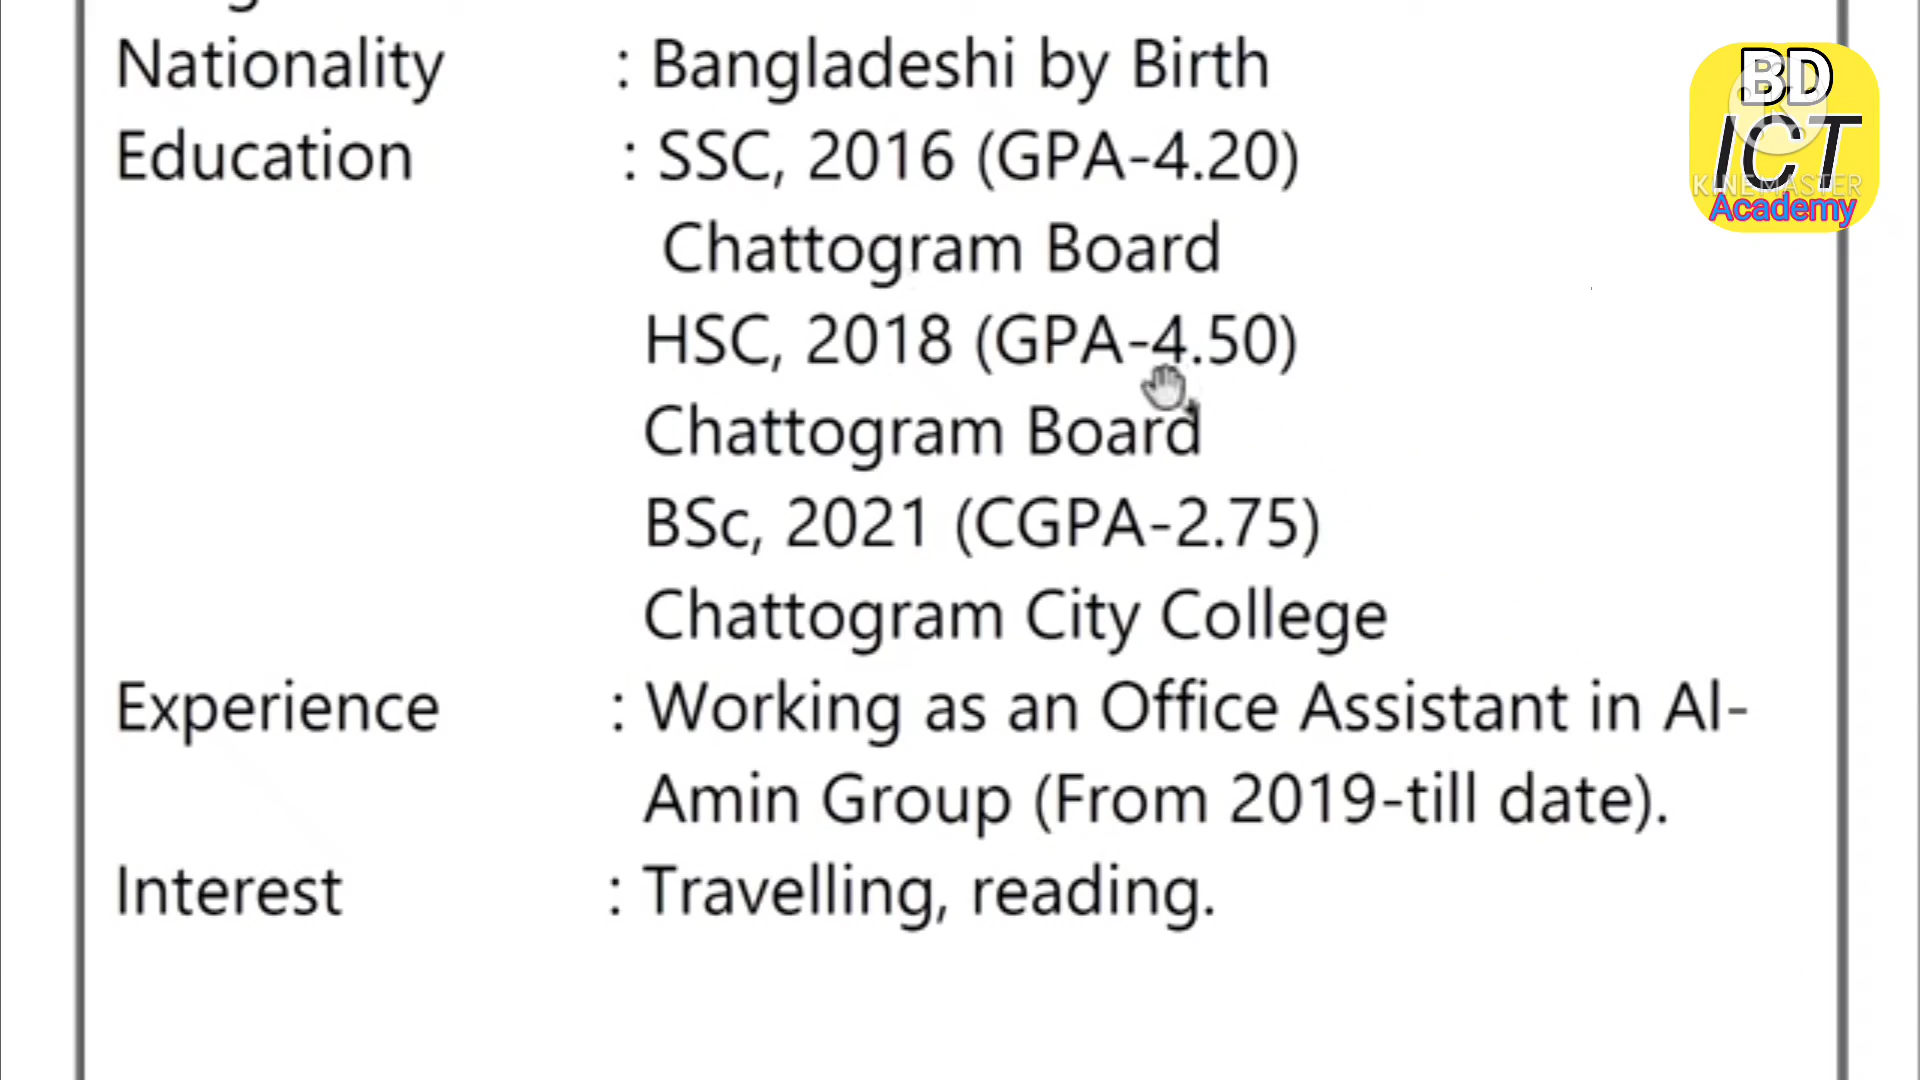 Nationality : Bangladeshi by Birth
Education : SSC, 2016 (GPA-4.20)
Chattogram Board
HSC, 2018 (GPA-4.50)
Chattogram Board
BSc, 2021 (CGPA-2.75)
Chattogram City College
Experience : Working as an Office Assistant in Al-
Amin Group (From 2019-till date).
Interest : Travelling, reading.
BD
ICT
KINEMASTER
Academy